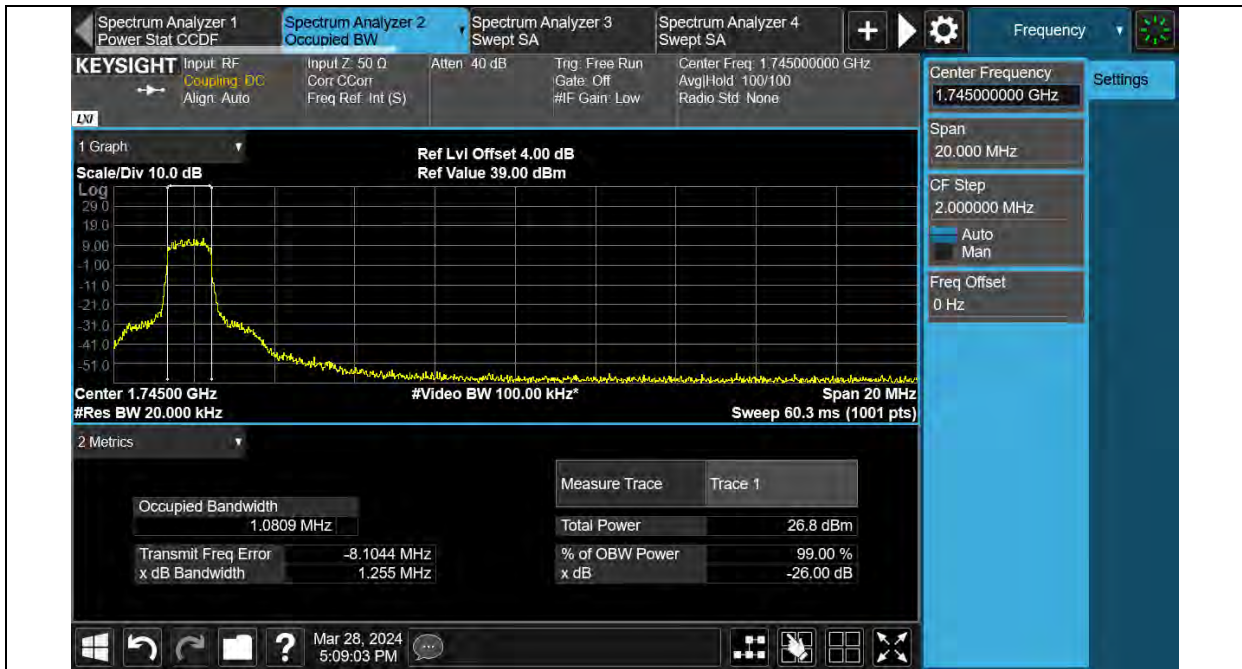 Spectrum Analyzer 1
Power Stat CCDF
Spectrum Analyzer 2
Occupied BW
Spectrum Analyzer 3
Swept SA
Spectrum Analyzer 4
Swept SA
+
Frequency
KEYSIGHT
LXI
Input: RF
Coupling: DC
Align: Auto
Input Z: 50 Ω
Corr CCorr
Freq Ref: Int (S)
Atten: 40 dB
Trig: Free Run
Gate: Off
#IF Gain: Low
Center Freq: 1.745000000 GHz
Avg|Hold: 100/100
Radio Std: None
Center Frequency
1.745000000 GHz
Settings
Span
20.000 MHz
CF Step
2.000000 MHz
Auto
Man
Freq Offset
0 Hz
1 Graph
Scale/Div 10.0 dB
Ref Lvl Offset 4.00 dB
Ref Value 39.00 dBm
Log
29.0
19.0
9.00
-1.00
-11.0
-21.0
-31.0
-41.0
-51.0
Center 1.74500 GHz
#Video BW 100.00 kHz*
Span 20 MHz
#Res BW 20.000 kHz
Sweep 60.3 ms (1001 pts)
2 Metrics
Measure Trace Trace 1
Occupied Bandwidth
1.0809 MHz
Total Power 26.8 dBm
Transmit Freq Error -8.1044 MHz
% of OBW Power 99.00 %
x dB Bandwidth 1.255 MHz
x dB -26.00 dB
?
Mar 28, 2024
5:09:03 PM